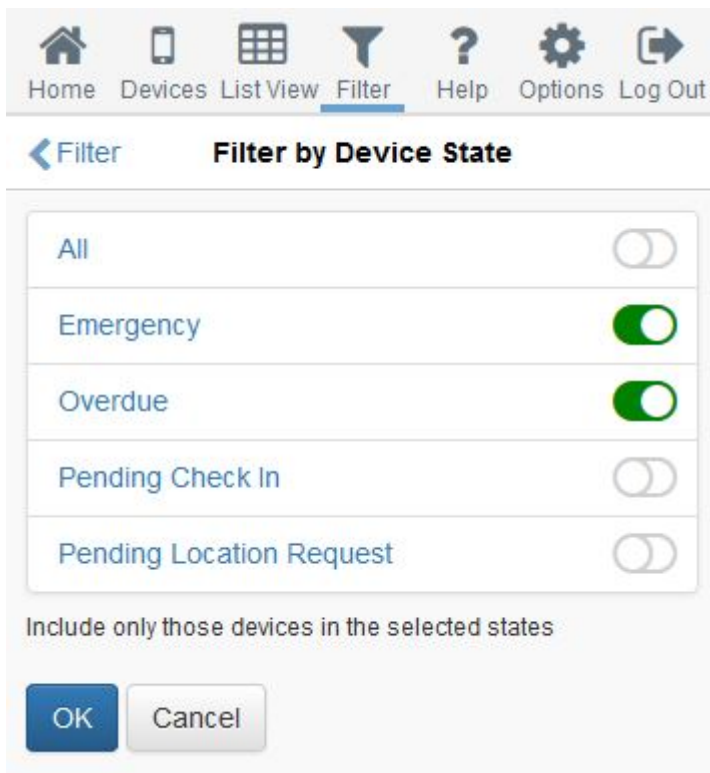 Home Devices List View Filter Help Options Log Out
Filter Filter by Device State
All
Emergency
Overdue
Pending Check In
Pending Location Request
Include only those devices in the selected states
OK Cancel